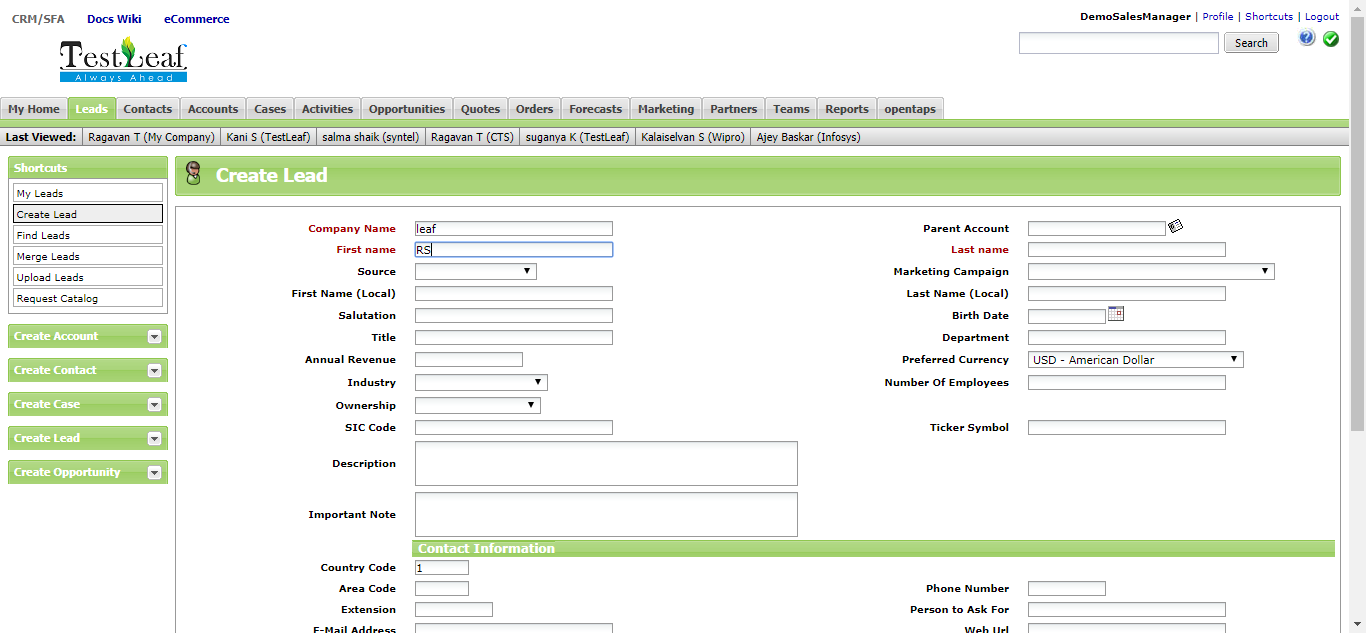 CRM/SFA Docs Wiki eCommerce
DemoSalesManager | Profile | Shortcuts | Logout
TestLeaf
Always Ahead
Search
?
My Home Leads Contacts Accounts Cases Activities Opportunities Quotes Orders Forecasts Marketing Partners Teams Reports opentaps
Last Viewed: Ragavan T (My Company) Kani S (TestLeaf) salma shaik (syntel) Ragavan T (CTS) suganya K (TestLeaf) Kalaiselvan S (Wipro) Ajey Baskar (Infosys)
Shortcuts
My Leads
Create Lead
Find Leads
Merge Leads
Upload Leads
Request Catalog
Create Account
Create Contact
Create Case
Create Lead
Create Opportunity
Create Lead
Company Name leaf Parent Account
First name RS Last name
Source Marketing Campaign
First Name (Local) Last Name (Local)
Salutation Birth Date
Title Department
Annual Revenue Preferred Currency USD - American Dollar
Industry Number Of Employees
Ownership
SIC Code Ticker Symbol
Description
Important Note
Contact Information
Country Code 1
Area Code Phone Number
Extension Person to Ask For
E-Mail Address Web Url